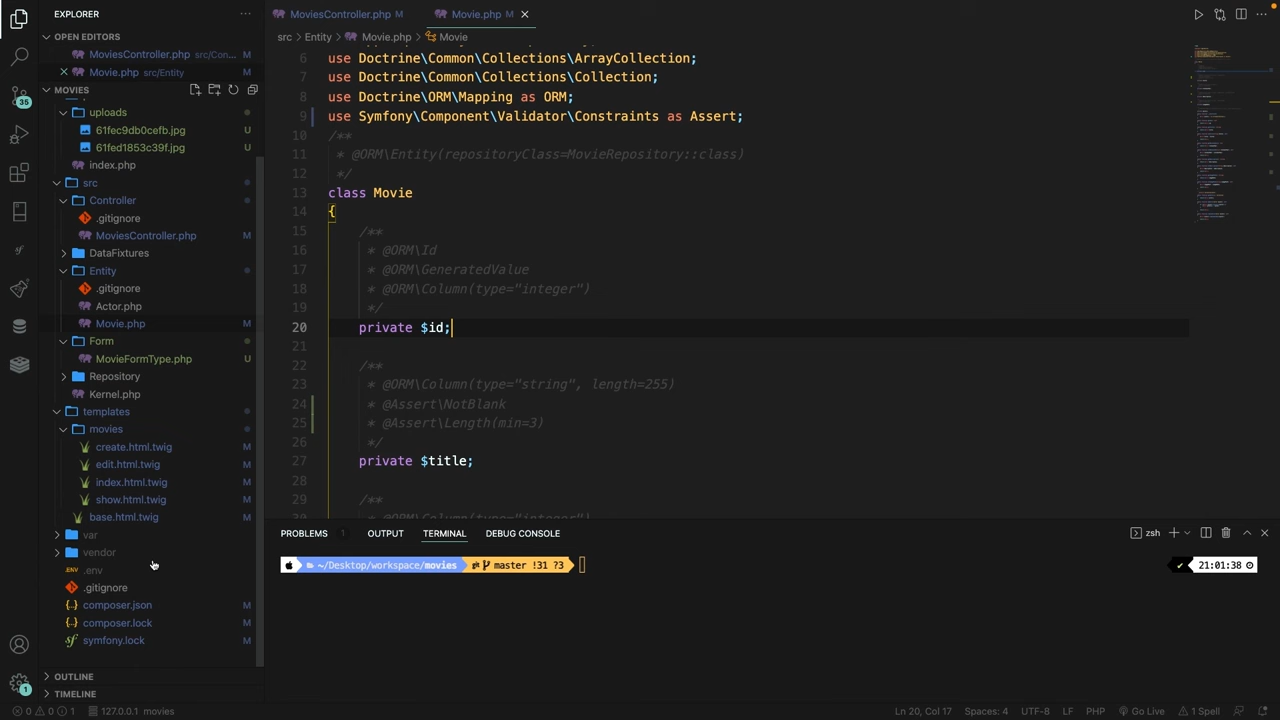 EXPLORER
OPEN EDITORS
MoviesController.php src/Con... M
Movie.php src/Entity M
MOVIES
uploads
61fec9db0cefb.jpg U
61fed1853c39f.jpg U
index.php
src
Controller
.gitignore
MoviesController.php M
DataFixtures
Entity
.gitignore
Actor.php
Movie.php M
Form
MovieFormType.php U
Repository
Kernel.php
templates
movies
create.html.twig M
edit.html.twig M
index.html.twig M
show.html.twig M
base.html.twig M
var
vendor
.env
.gitignore
composer.json M
composer.lock M
symfony.lock M
OUTLINE
TIMELINE
35
1
MoviesController.php M
Movie.php M
src > Entity > Movie.php > Movie
6 use Doctrine\Common\Collections\ArrayCollection;
7 use Doctrine\Common\Collections\Collection;
8 use Doctrine\ORM\Mapping as ORM;
9 use Symfony\Component\Validator\Constraints as Assert;
10 /**
11  * @ORM\Entity(repositoryClass=MovieRepository::class)
12  */
13 class Movie
14 {
15 /**
16  * @ORM\Id
17  * @ORM\GeneratedValue
18  * @ORM\Column(type="integer")
19  */
20 private $id;
21
22 /**
23  * @ORM\Column(type="string", length=255)
24  * @Assert\NotBlank
25  * @Assert\Length(min=3)
26  */
27 private $title;
28
29 /**
PROBLEMS 1 OUTPUT TERMINAL DEBUG CONSOLE
zsh
~/Desktop/workspace/movies master !31 ?3
✔ 21:01:38
0 0 1 127.0.0.1 movies
Ln 20, Col 17 Spaces: 4 UTF-8 LF PHP Go Live 1 Spell